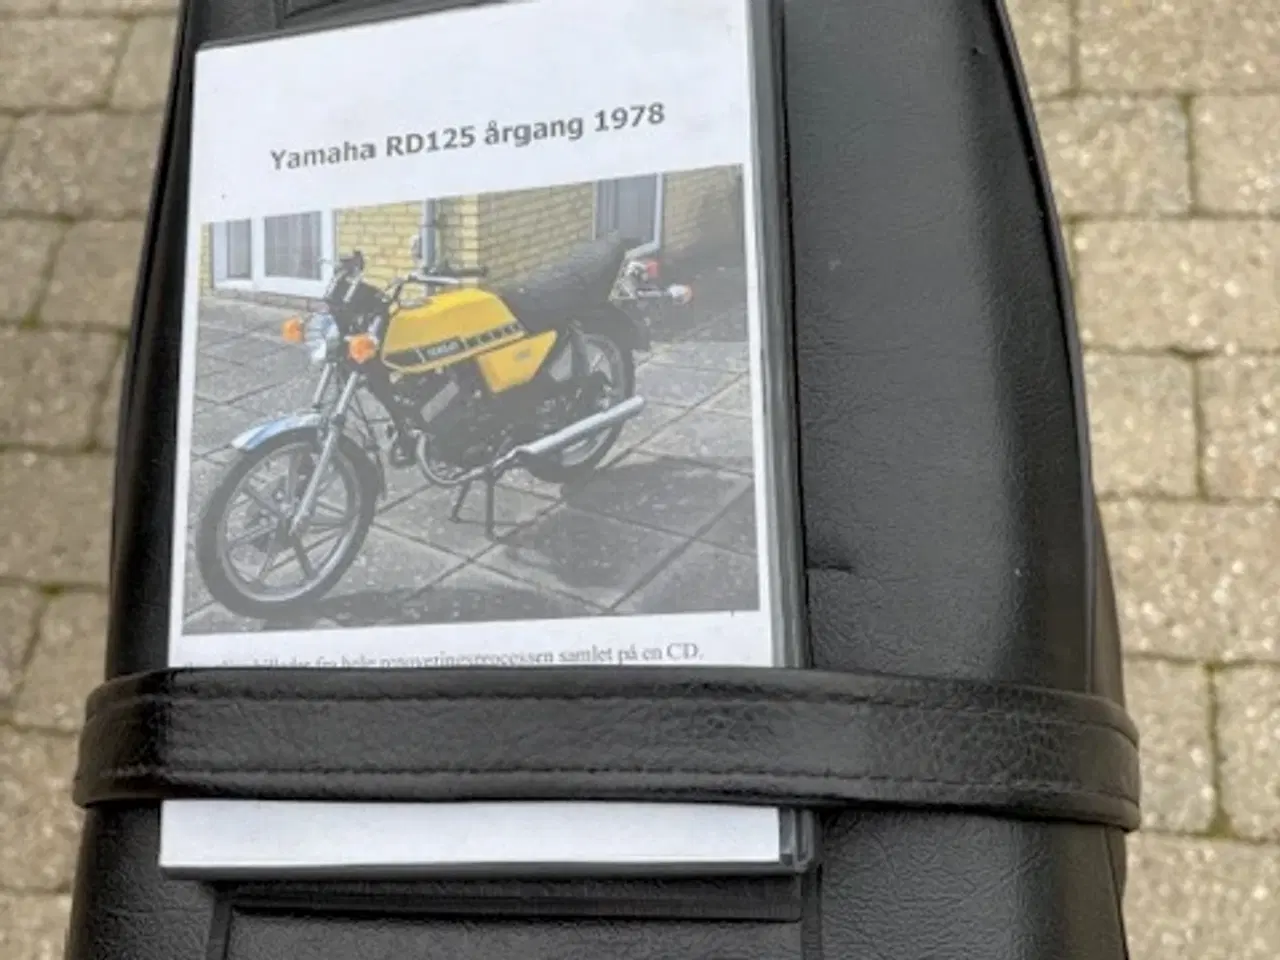 Yamaha RD125 årgang 1978
billeder fra hele renoveringsprocessen samlet på en CD.